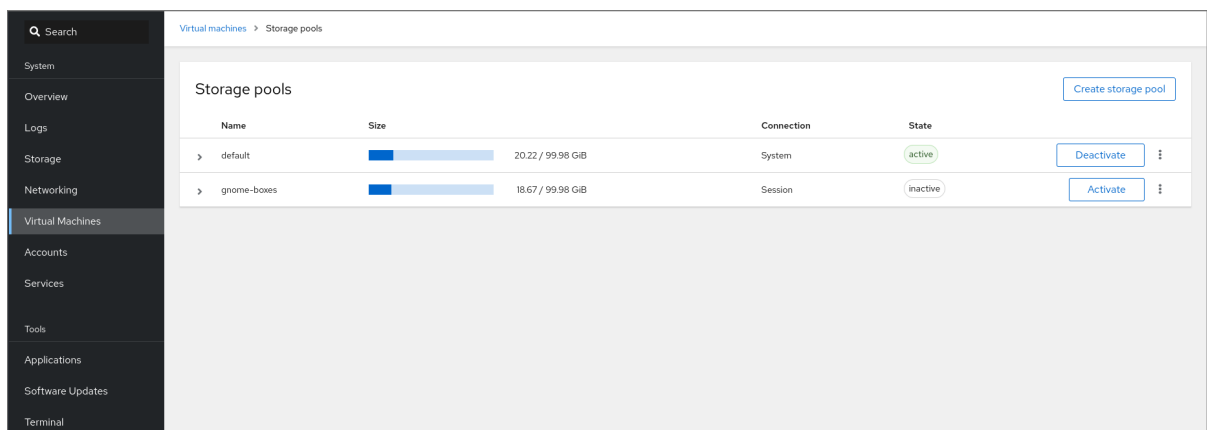 Search
System
Overview
Logs
Storage
Networking
Virtual Machines
Accounts
Services
Tools
Applications
Software Updates
Terminal
Virtual machines > Storage pools
Storage pools
Create storage pool
Name Size Connection State
default 20.22 / 99.98 GiB System active Deactivate
gnome-boxes 18.67 / 99.98 GiB Session inactive Activate